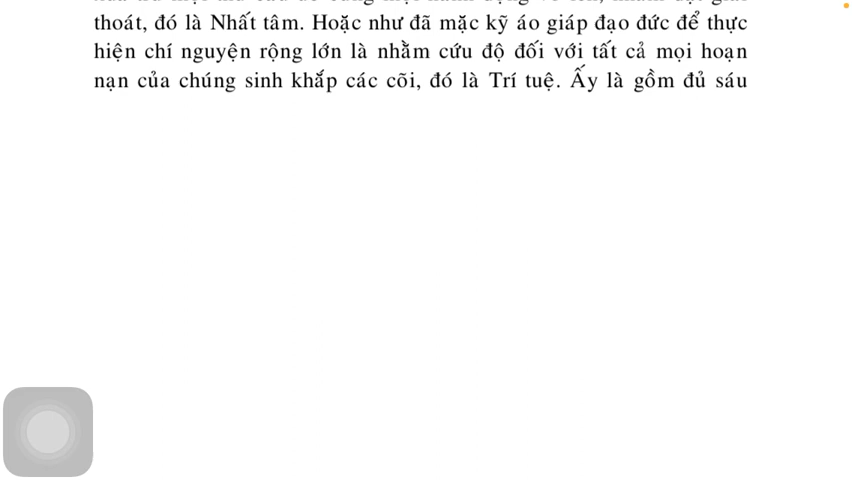 thoát, đó là Nhất tâm. Hoặc như đã mặc kỹ áo giáp đạo đức để thực
hiện chí nguyện rộng lớn là nhằm cứu độ đối với tất cả mọi hoạn
nạn của chúng sinh khắp các cõi, đó là Trí tuệ. Ấy là gồm đủ sáu